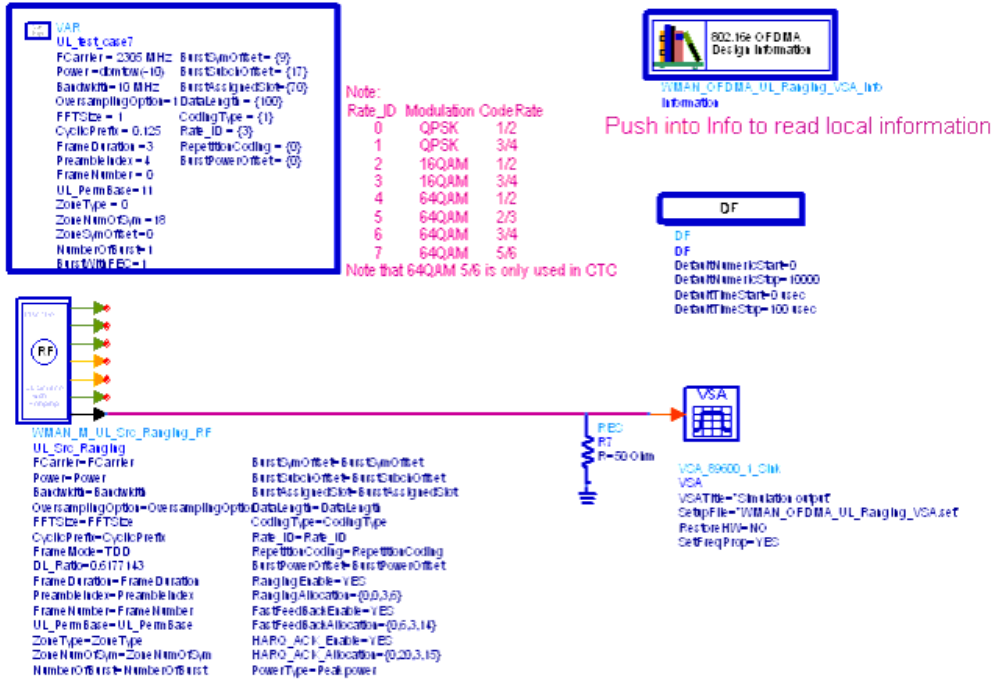 VAR
UL_test_case7
FCarrier = 2305 MHz BurstSymOffset= {9}
Power =dbmtow(-10) BurstSubchOffset= {17}
Bandwidth= 10 MHz BurstAssignedSlot={70}
OversamplingOption= 1 DataLength = {100}
FFTSize = 1 CodingType = {1}
CyclicPrefix = 0.125 Rate_ID = {3}
FrameDuration =3 RepetitionCoding = {0}
PreambleIndex =4 BurstPowerOffset= {0}
FrameNumber = 0
UL_PermBase= 11
ZoneType = 0
ZoneNumOfSym =18
ZoneSymOffset=0
NumberOfBurst= 1
BurstWithFEC= 1
Note:
Rate_ID Modulation CodeRate
0 QPSK 1/2
1 QPSK 3/4
2 16QAM 1/2
3 16QAM 3/4
4 64QAM 1/2
5 64QAM 2/3
6 64QAM 3/4
7 64QAM 5/6
Note that 64QAM 5/6 is only used in CTC
802.16e OFDMA
Design Information
WMAN_OFDMA_UL_Ranging_VSA_Info
Information
Push into Info to read local information
DF
DF
DF
DefaultNumericStart=0
DefaultNumericStop=10000
DefaultTimeStart=0 usec
DefaultTimeStop=100 usec
RF
WMAN_M_UL_Src_Ranging_RF
UL_Src_Ranging
FCarrier=FCarrier BurstSymOffset=BurstSymOffset
Power=Power BurstSubchOffset=BurstSubchOffset
Bandwidth=Bandwidth BurstAssignedSlot=BurstAssignedSlot
OversamplingOption=OversamplingOptio DataLength=DataLength
FFTSize=FFTSize CodingType=CodingType
CyclicPrefix=CyclicPrefix Rate_ID=Rate_ID
FrameMode=TDD RepetitionCoding=RepetitionCoding
DL_Ratio=0.6177143 BurstPowerOffset=BurstPowerOffset
FrameDuration=FrameDuration RangingEnable=YES
PreambleIndex=PreambleIndex RangingAllocation={0,0,3,6}
FrameNumber=FrameNumber FastFeedBackEnable=YES
UL_PermBase=UL_PermBase FastFeedBackAllocation={0,6,3,14}
ZoneType=ZoneType HARQ_ACK_Enable=YES
ZoneNumOfSym=ZoneNumOfSym HARQ_ACK_Allocation={0,20,3,15}
NumberOfBurst=NumberOfBurst PowerType=Peak power
RES
R7
R=50 Ohm
VSA
VSA_89600_1_Sink
VSA
VSATitle="Simulation output"
SetupFile="WMAN_OFDMA_UL_Ranging_VSA.set"
RestoreHW=NO
SetFreqProp=YES